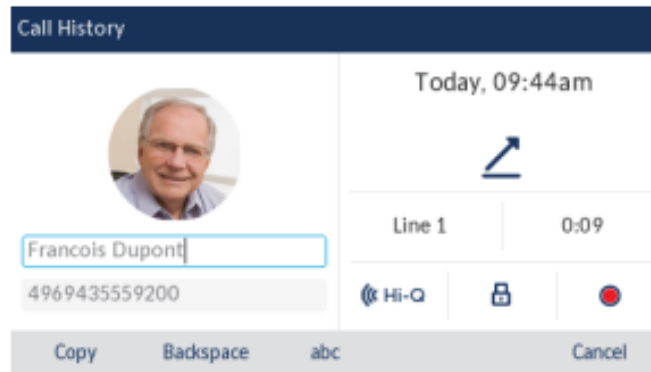 Call History
Francois Dupont
4969435559200
Today, 09:44am
Line 1 0:09
Hi-Q
Copy Backspace abc Cancel